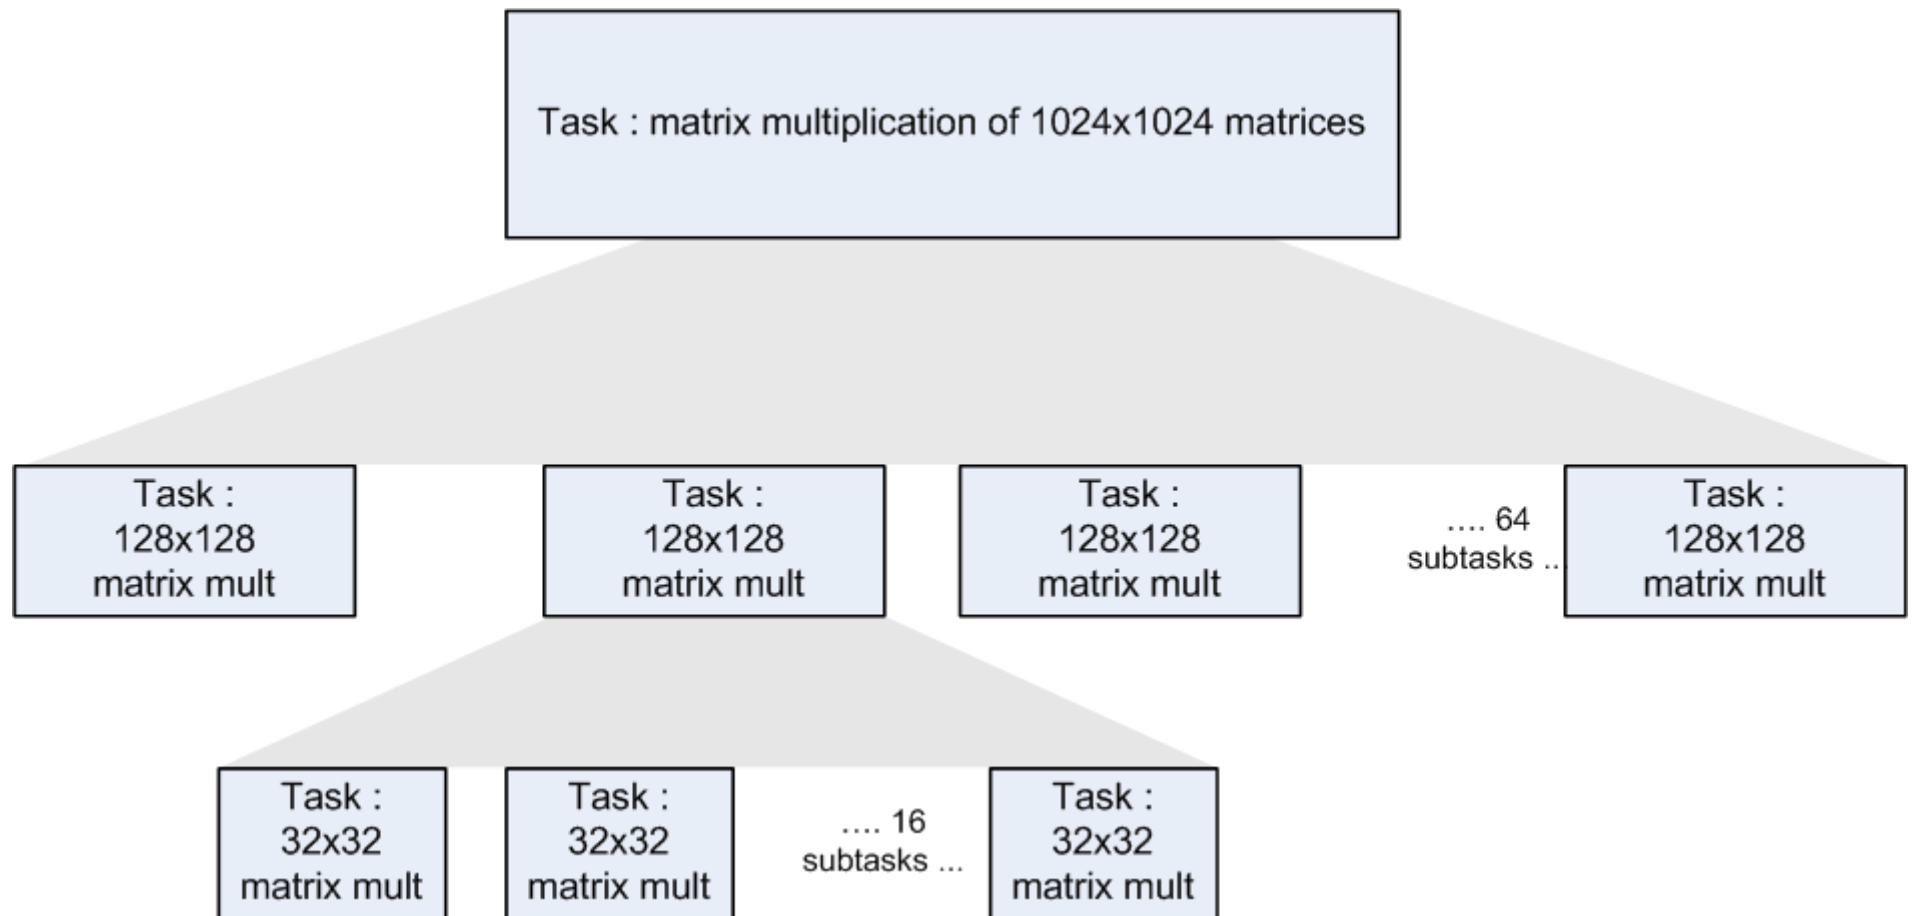 Task : matrix multiplication of 1024x1024 matrices
Task :
128x128
matrix mult
Task :
128x128
matrix mult
Task :
128x128
matrix mult
.... 64
subtasks ...
Task :
128x128
matrix mult
Task :
32x32
matrix mult
Task :
32x32
matrix mult
.... 16
subtasks ...
Task :
32x32
matrix mult